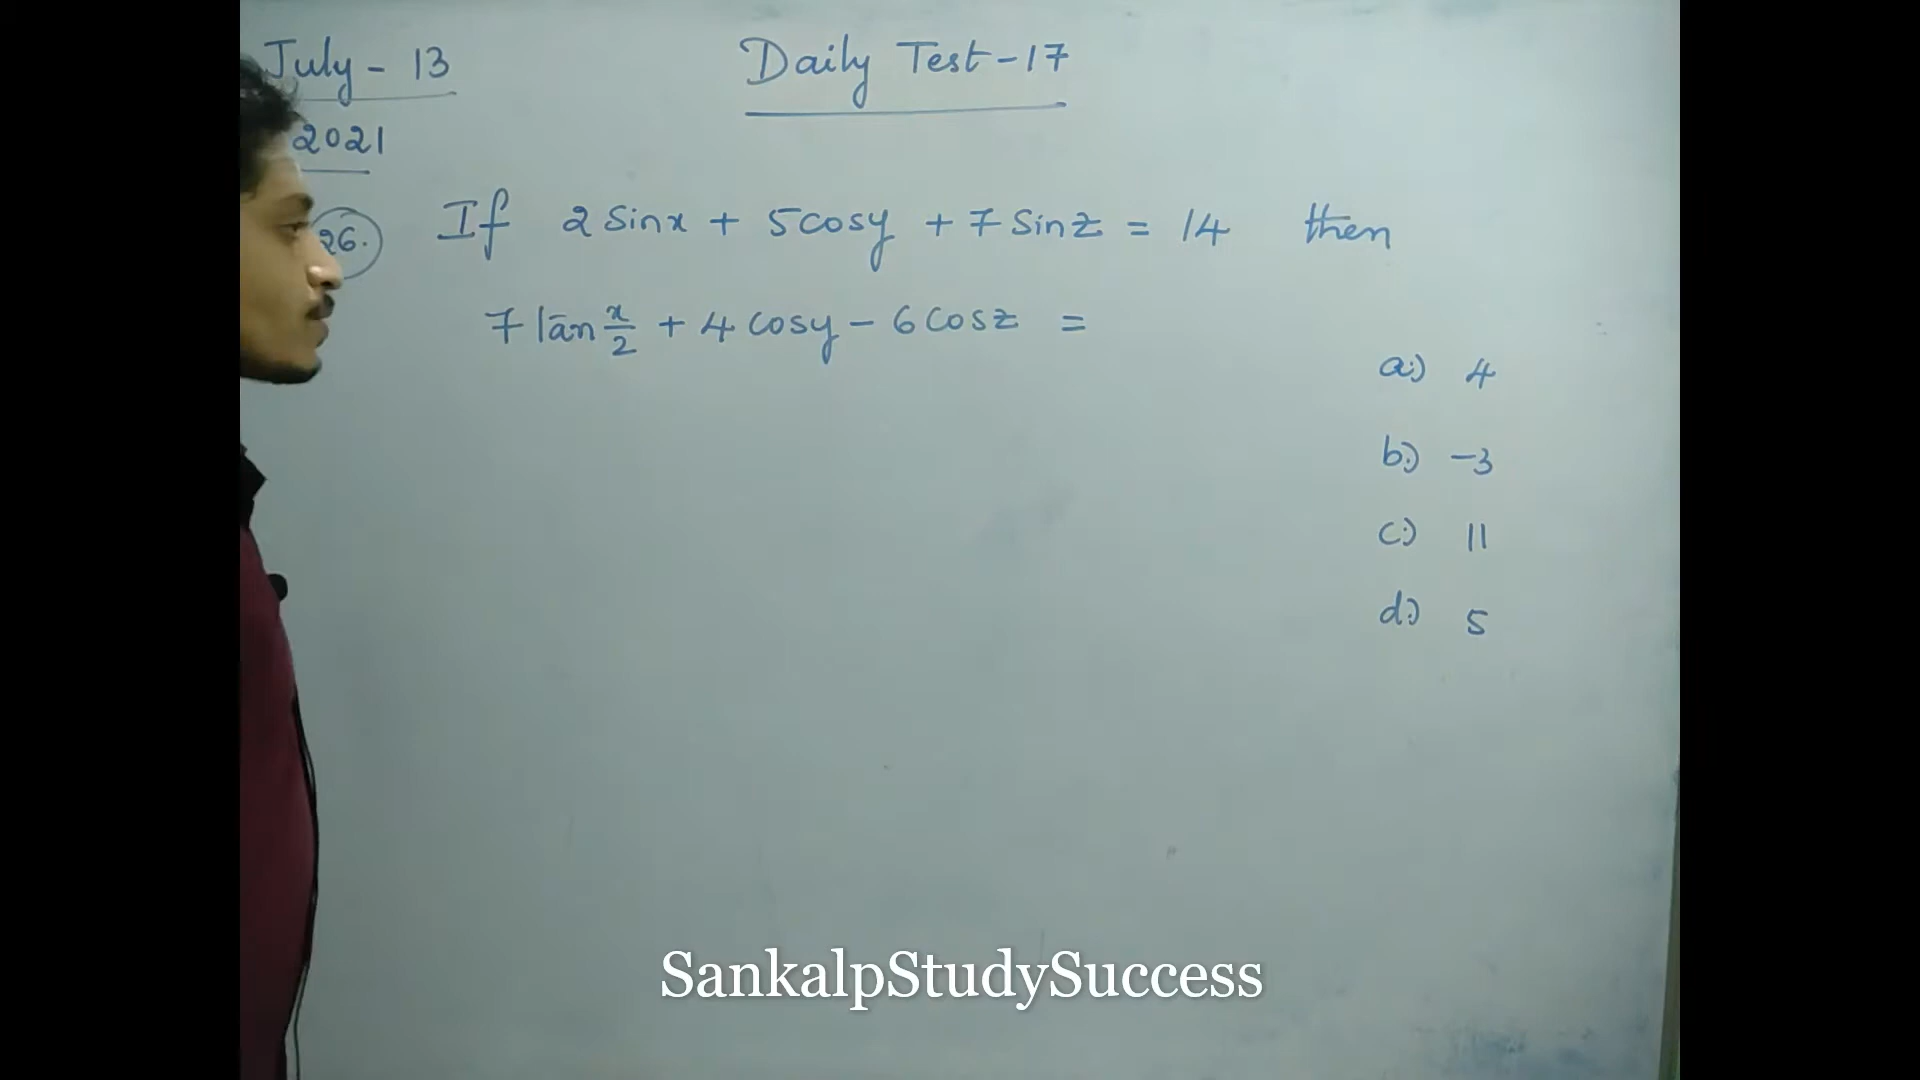 July - 13
2021
Daily Test-17
26. If 2 Sinx + 5cosy + 7 Sinz = 14 then
7 tan x/2 + 4 cosy - 6 cosz =
a) 4
b) -3
c) 11
d) 5
SankalpStudySuccess